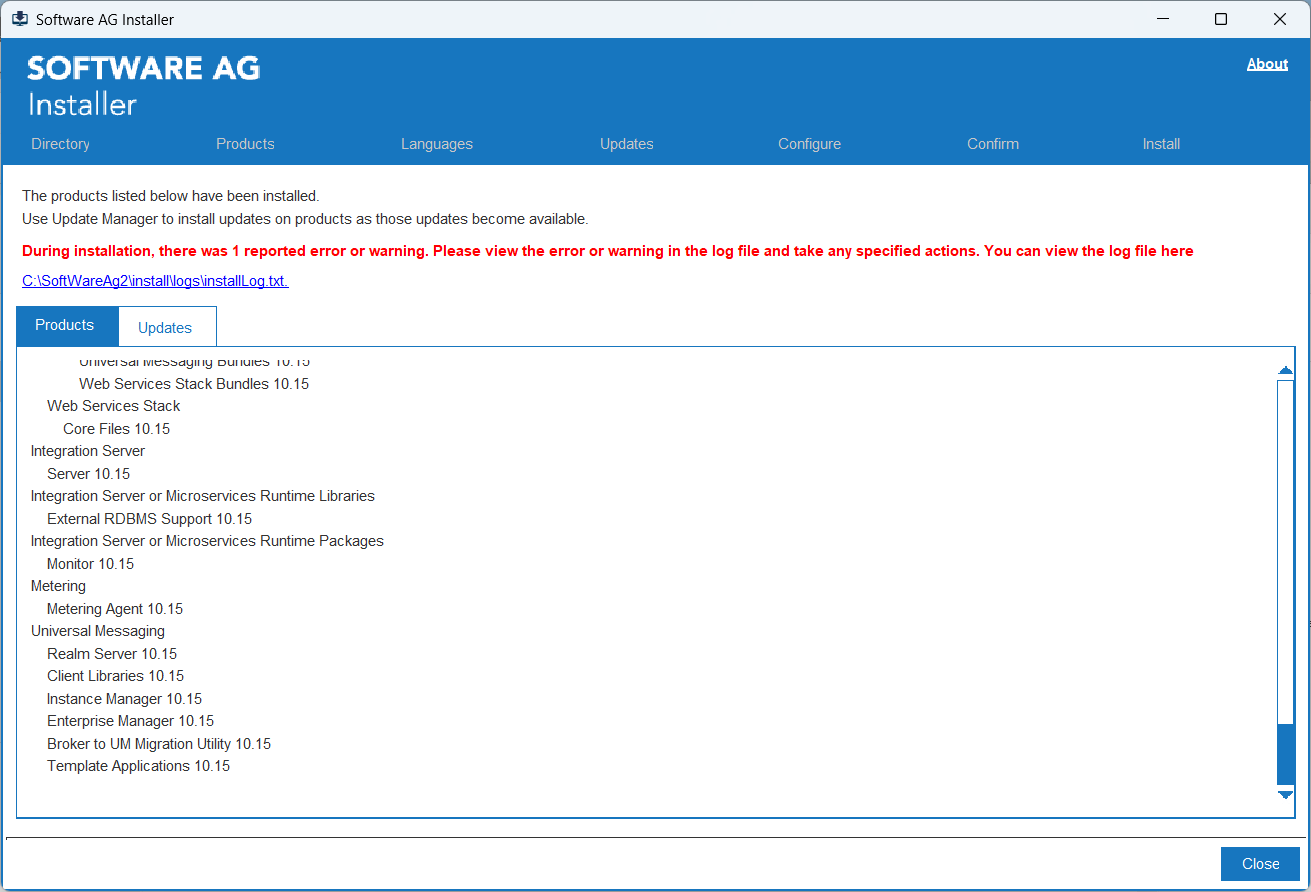 Software AG Installer
SOFTWARE AG
Installer
About
Directory Products Languages Updates Configure Confirm Install
The products listed below have been installed.
Use Update Manager to install updates on products as those updates become available.
During installation, there was 1 reported error or warning. Please view the error or warning in the log file and take any specified actions. You can view the log file here
C:\SoftWareAg2\install\logs\installLog.txt.
Products Updates
Universal Messaging Bundles 10.15
Web Services Stack Bundles 10.15
Web Services Stack
Core Files 10.15
Integration Server
Server 10.15
Integration Server or Microservices Runtime Libraries
External RDBMS Support 10.15
Integration Server or Microservices Runtime Packages
Monitor 10.15
Metering
Metering Agent 10.15
Universal Messaging
Realm Server 10.15
Client Libraries 10.15
Instance Manager 10.15
Enterprise Manager 10.15
Broker to UM Migration Utility 10.15
Template Applications 10.15
Close